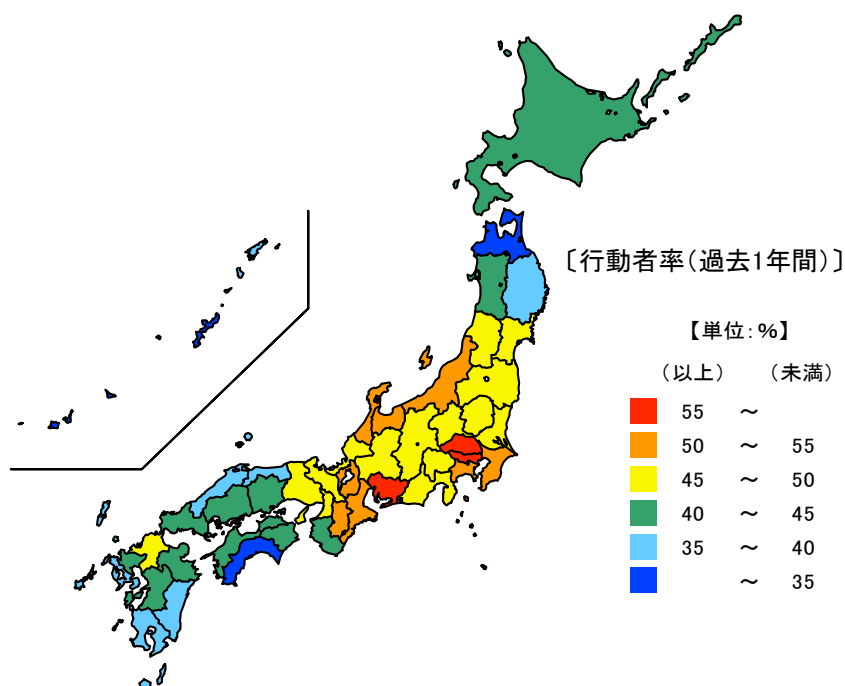 〔行動者率(過去1年間)〕
【単位:%】
(以上) (未満)
55 ～
50 ～ 55
45 ～ 50
40 ～ 45
35 ～ 40
～ 35